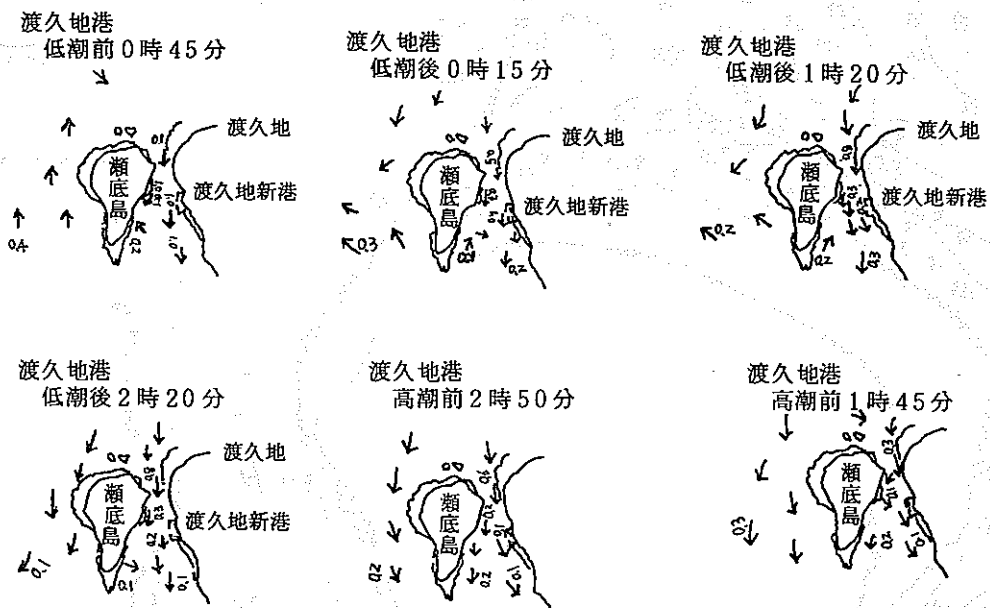 渡久地港
低潮前0時45分
渡久地
瀬底島
渡久地新港
0.4
0.2
渡久地港
低潮後0時15分
渡久地
瀬底島
渡久地新港
0.3
0.2
渡久地港
低潮後1時20分
渡久地
瀬底島
渡久地新港
0.2
0.2
0.3
渡久地港
低潮後2時20分
渡久地
瀬底島
渡久地新港
0.1
0.1
渡久地港
高潮前2時50分
瀬底島
0.2
0.2
渡久地港
高潮前1時45分
0.3
瀬底島
0.3
0.2